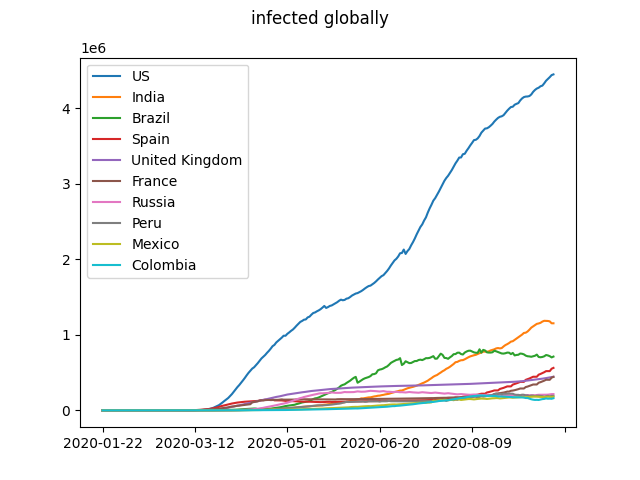 infected globally
1e6
4
3
2
1
0
US
India
Brazil
Spain
United Kingdom
France
Russia
Peru
Mexico
Colombia
2020-01-22 2020-03-12 2020-05-01 2020-06-20 2020-08-09